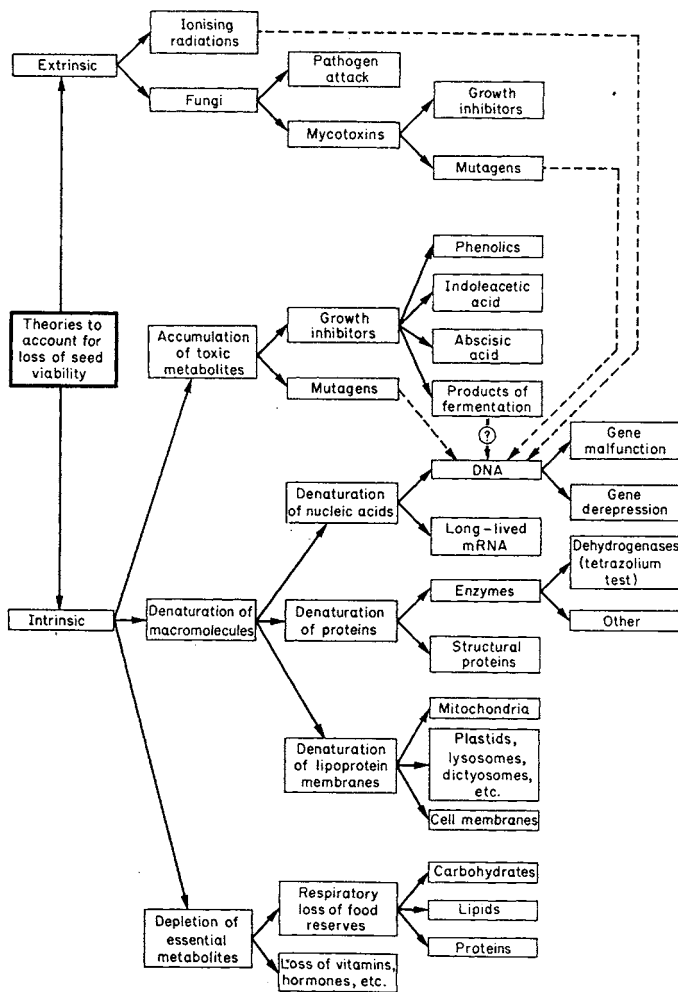 Ionising
radiations
Extrinsic
Pathogen
attack
Fungi
Growth
inhibitors
Mycotoxins
Mutagens
Phenolics
Indoleacetic
acid
Theories to
account for
loss of seed
viability
Accumulation
of toxic
metabolites
Growth
inhibitors
Abscisic
acid
Mutagens
Products of
fermentation
?
Gene
malfunction
DNA
Denaturation
of nucleic acids
Gene
derepression
Long-lived
mRNA
Dehydrogenases
(tetrazolium
test)
Intrinsic
Denaturation of
macromolecules
Denaturation
of proteins
Enzymes
Other
Structural
proteins
Mitochondria
Denaturation
of lipoprotein
membranes
Plastids,
lysosomes,
dictyosomes,
etc.
Cell membranes
Depletion of
essential
metabolites
Respiratory
loss of food
reserves
Carbohydrates
Lipids
Proteins
Loss of vitamins,
hormones, etc.